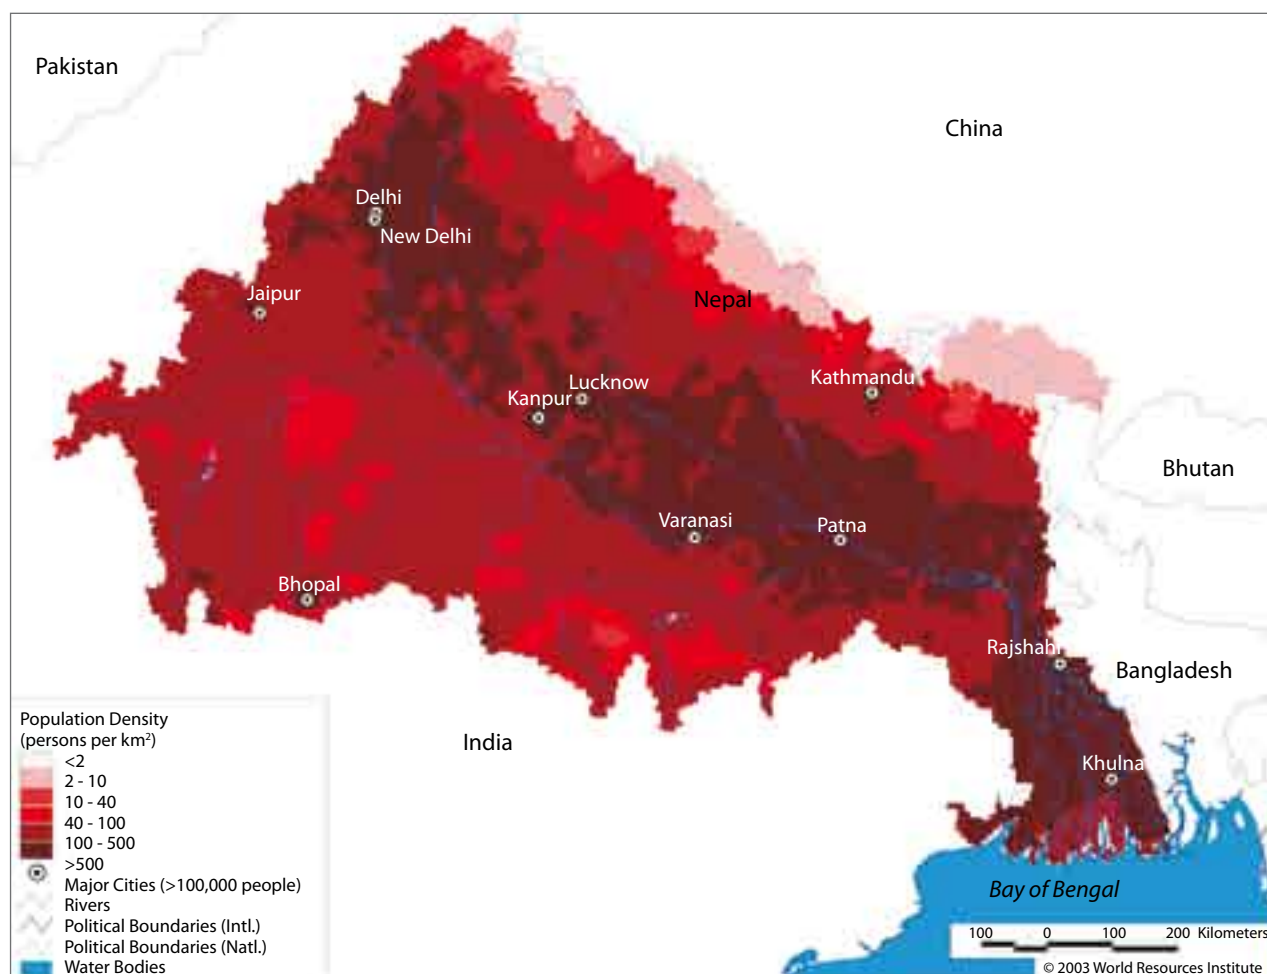 Pakistan
China
Delhi
New Delhi
Jaipur
Nepal
Kathmandu
Lucknow
Kanpur
Bhutan
Varanasi
Patna
Bhopal
Rajshahi
Bangladesh
India
Khulna
Bay of Bengal
Population Density
(persons per km²)
<2
2 - 10
10 - 40
40 - 100
100 - 500
>500
Major Cities (>100,000 people)
Rivers
Political Boundaries (Intl.)
Political Boundaries (Natl.)
Water Bodies
100 0 100 200 Kilometers
© 2003 World Resources Institute